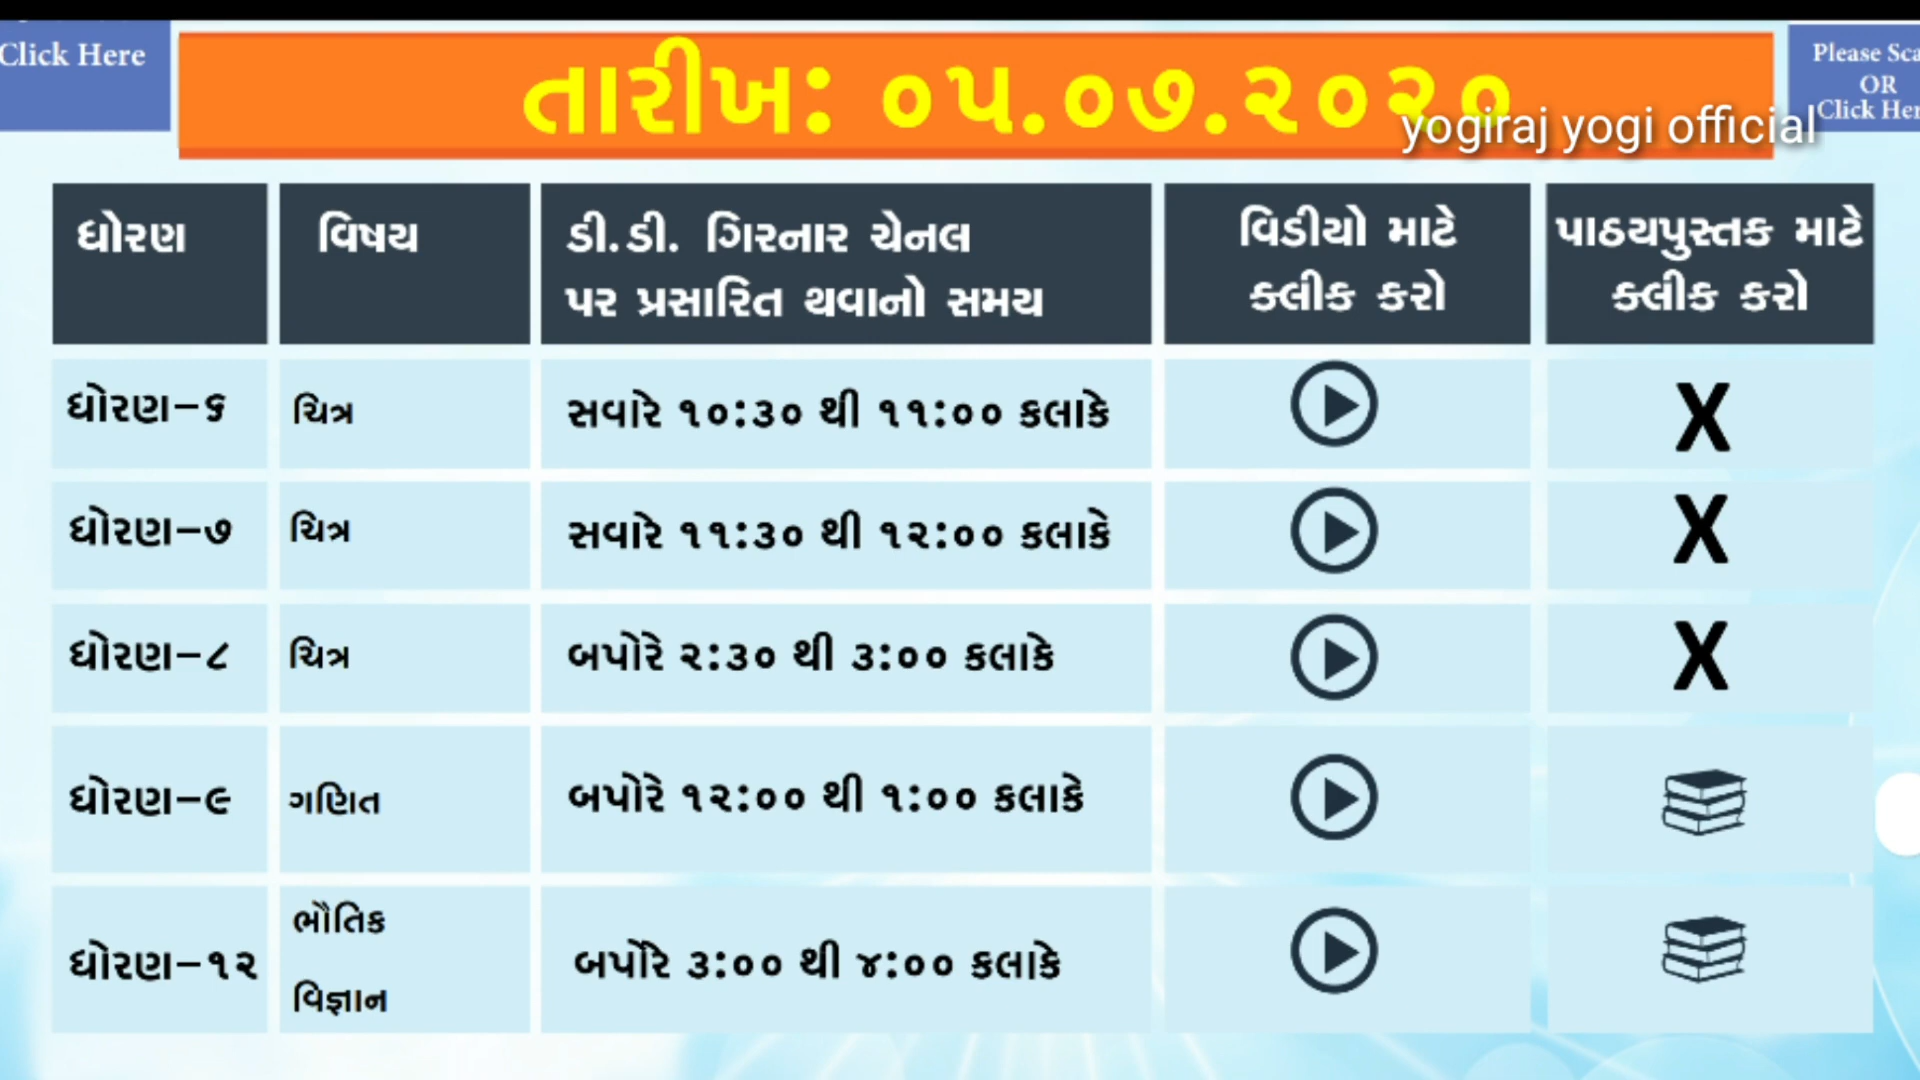 Click Here
તારીખ: ૦૫.૦૭.૨૦૨૦
Please Sca
OR
Click Her
yogiraj yogi official
ધોરણ
વિષય
ડી.ડી. ગિરનાર ચેનલ
પર પ્રસારિત થવાનો સમય
વિડીયો માટે
ક્લીક કરો
પાઠયપુસ્તક માટે
ક્લીક કરો
ધોરણ-૬
ચિત્ર
સવારે ૧૦:૩૦ થી ૧૧:૦૦ કલાકે
X
ધોરણ-૭
ચિત્ર
સવારે ૧૧:૩૦ થી ૧૨:૦૦ કલાકે
X
ધોરણ-૮
ચિત્ર
બપોરે ૨:૩૦ થી ૩:૦૦ કલાકે
X
ધોરણ-૯
ગણિત
બપોરે ૧૨:૦૦ થી ૧:૦૦ કલાકે
ધોરણ-૧૨
ભૌતિક
વિજ્ઞાન
બપોરે ૩:૦૦ થી ૪:૦૦ કલાકે